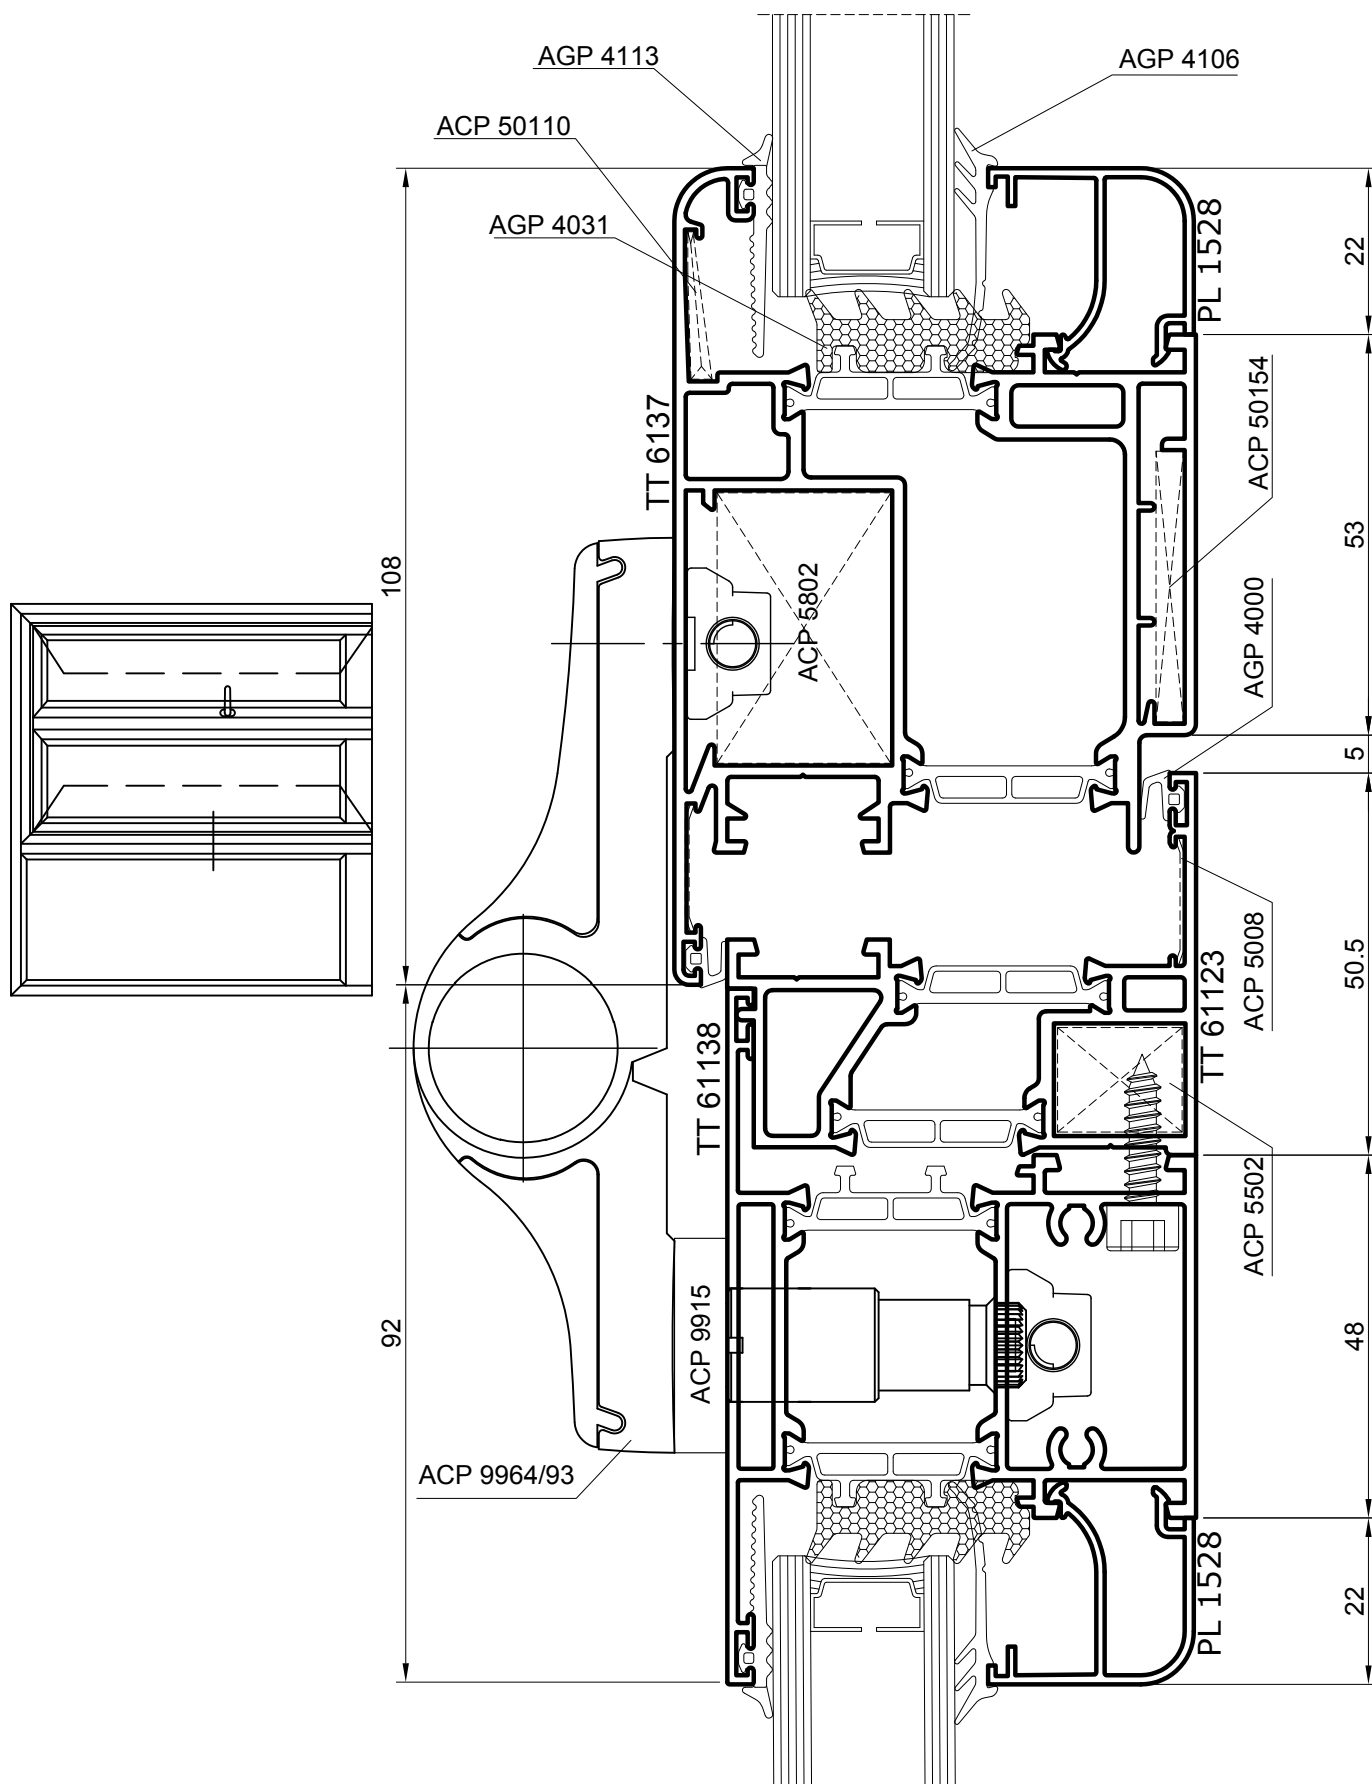 AGP 4113
AGP 4106
ACP 50110
AGP 4031
PL 1528
22
ACP 50154
TT 6137
53
108
ACP 5802
AGP 4000
5
ACP 5008
50.5
TT 61123
TT 61138
ACP 5502
92
ACP 9915
48
ACP 9964/93
PL 1528
22